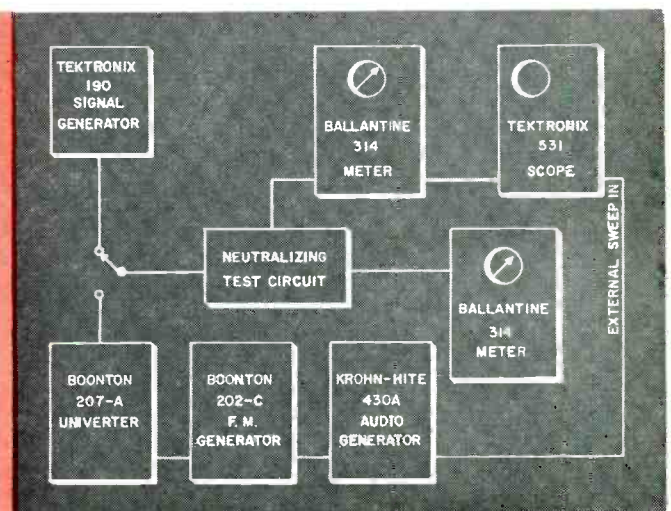 TEKTRONIX
190
SIGNAL
GENERATOR
BALLANTINE
314
METER
TEKTRONIX
531
SCOPE
EXTERNAL SWEEP IN
NEUTRALIZING
TEST CIRCUIT
BALLANTINE
314
METER
BOONTON
207-A
UNIVERTER
BOONTON
202-C
F. M.
GENERATOR
KROHN-HITE
430A
AUDIO
GENERATOR